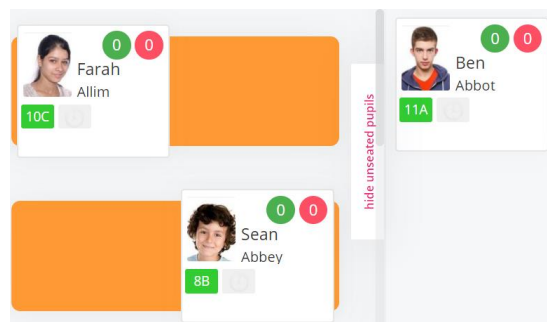 0 0
Farah
Allim
10C
0 0
Sean
Abbey
8B
hide unseated pupils
0 0
Ben
Abbot
11A